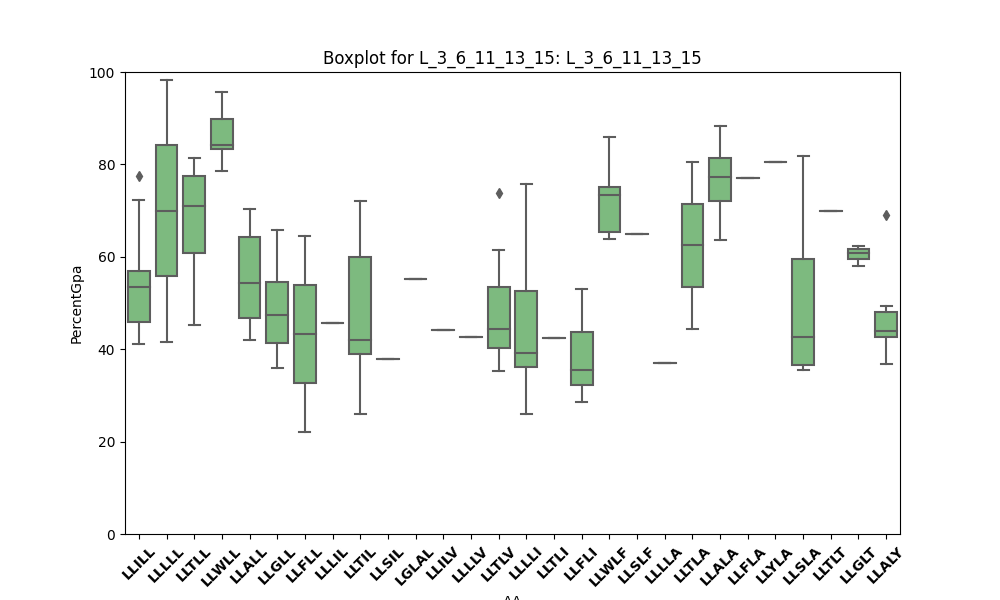 Boxplot for L_3_6_11_13_15: L_3_6_11_13_15
100
80
60
40
20
0
PercentGpa
LLILL
LLLLL
LLTLL
LLWLL
LLALL
LLGLL
LLFLL
LLLIL
LLTIL
LLSIL
LGLAL
LLILV
LLLLV
LLTLV
LLLLI
LLTLI
LLFLI
LLWLF
LLSLF
LLLLA
LLTLA
LLALA
LLFLA
LLYLA
LLSLA
LLTLT
LLGLT
LLALY
AA